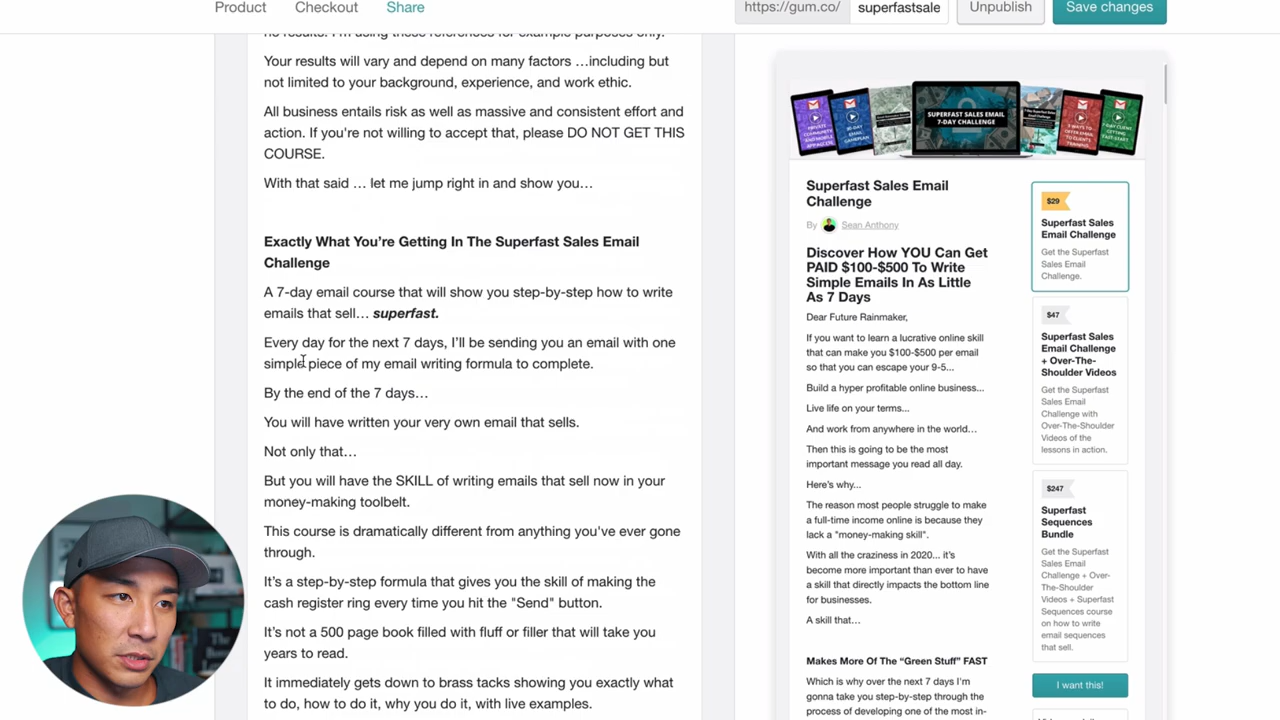 Product
Checkout
Share
https://gum.co/
superfastsale
Unpublish
Save changes
no results. I'm using these references for example purposes only.
Your results will vary and depend on many factors …including but
not limited to your background, experience, and work ethic.
All business entails risk as well as massive and consistent effort and
action. If you're not willing to accept that, please DO NOT GET THIS
COURSE.
With that said … let me jump right in and show you…
Exactly What You're Getting In The Superfast Sales Email
Challenge
A 7-day email course that will show you step-by-step how to write
emails that sell… superfast.
Every day for the next 7 days, I'll be sending you an email with one
simple piece of my email writing formula to complete.
By the end of the 7 days…
You will have written your very own email that sells.
Not only that…
But you will have the SKILL of writing emails that sell now in your
money-making toolbelt.
This course is dramatically different from anything you've ever gone
through.
It's a step-by-step formula that gives you the skill of making the
cash register ring every time you hit the "Send" button.
It's not a 500 page book filled with fluff or filler that will take you
years to read.
It immediately gets down to brass tacks showing you exactly what
to do, how to do it, why you do it, with live examples.
SUPERFAST SALES EMAIL
7-DAY CHALLENGE
Superfast Sales Email
Challenge
By Sean Anthony
Discover How YOU Can Get
PAID $100-$500 To Write
Simple Emails In As Little
As 7 Days
Dear Future Rainmaker,
If you want to learn a lucrative online skill
that can make you $100-$500 per email
so that you can escape your 9-5...
Build a hyper profitable online business...
Live life on your terms...
And work from anywhere in the world…
Then this is going to be the most
important message you read all day.
Here's why...
The reason most people struggle to make
a full-time income online is because they
lack a "money-making skill".
With all the craziness in 2020... it's
become more important than ever to have
a skill that directly impacts the bottom line
for businesses.
A skill that…
Makes More Of The "Green Stuff" FAST
Which is why over the next 7 days I'm
gonna take you step-by-step through the
process of developing one of the most in-
$29
Superfast Sales
Email Challenge
Get the Superfast
Sales Email
Challenge.
$47
Superfast Sales
Email Challenge
+ Over-The-
Shoulder Videos
Get the Superfast
Sales Email
Challenge with
Over-The-Shoulder
Videos of the
lessons in action.
$247
Superfast
Sequences
Bundle
Get the Superfast
Sales Email
Challenge + Over-
The-Shoulder
Videos + Superfast
Sequences course
on how to write
email sequences
that sell.
I want this!